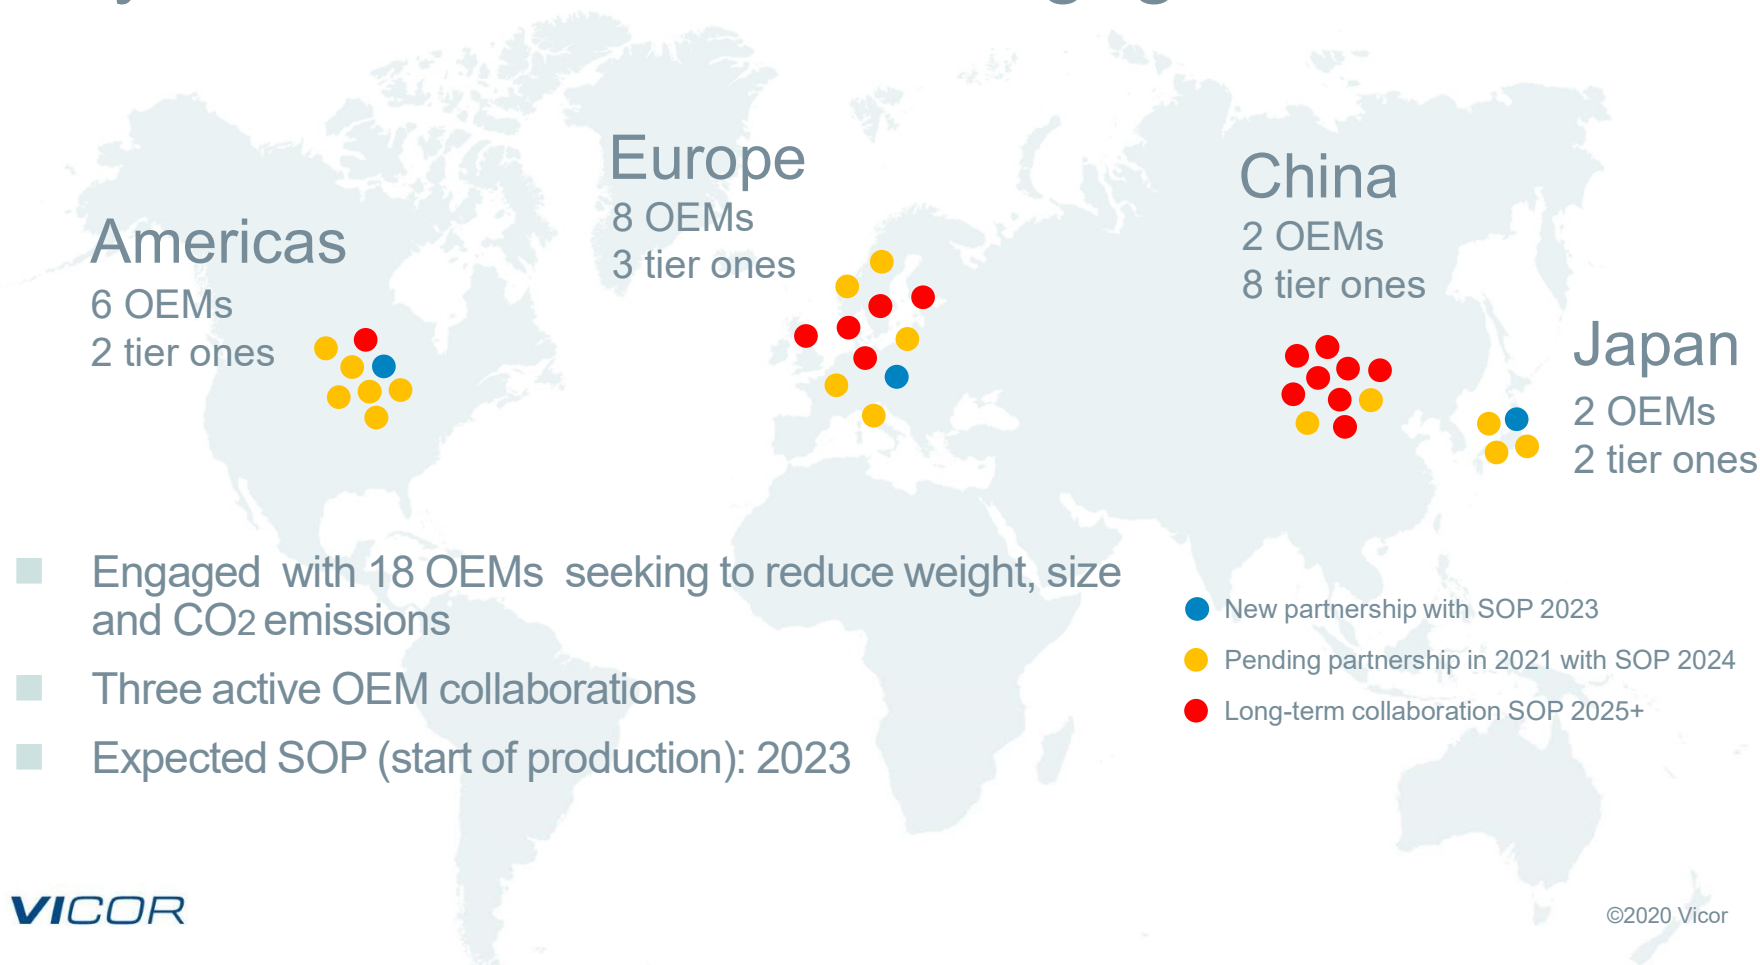 Americas
6 OEMs
2 tier ones
Europe
8 OEMs
3 tier ones
China
2 OEMs
8 tier ones
Japan
2 OEMs
2 tier ones
Engaged with 18 OEMs seeking to reduce weight, size
and CO2 emissions
Three active OEM collaborations
Expected SOP (start of production): 2023
New partnership with SOP 2023
Pending partnership in 2021 with SOP 2024
Long-term collaboration SOP 2025+
VICOR
©2020 Vicor